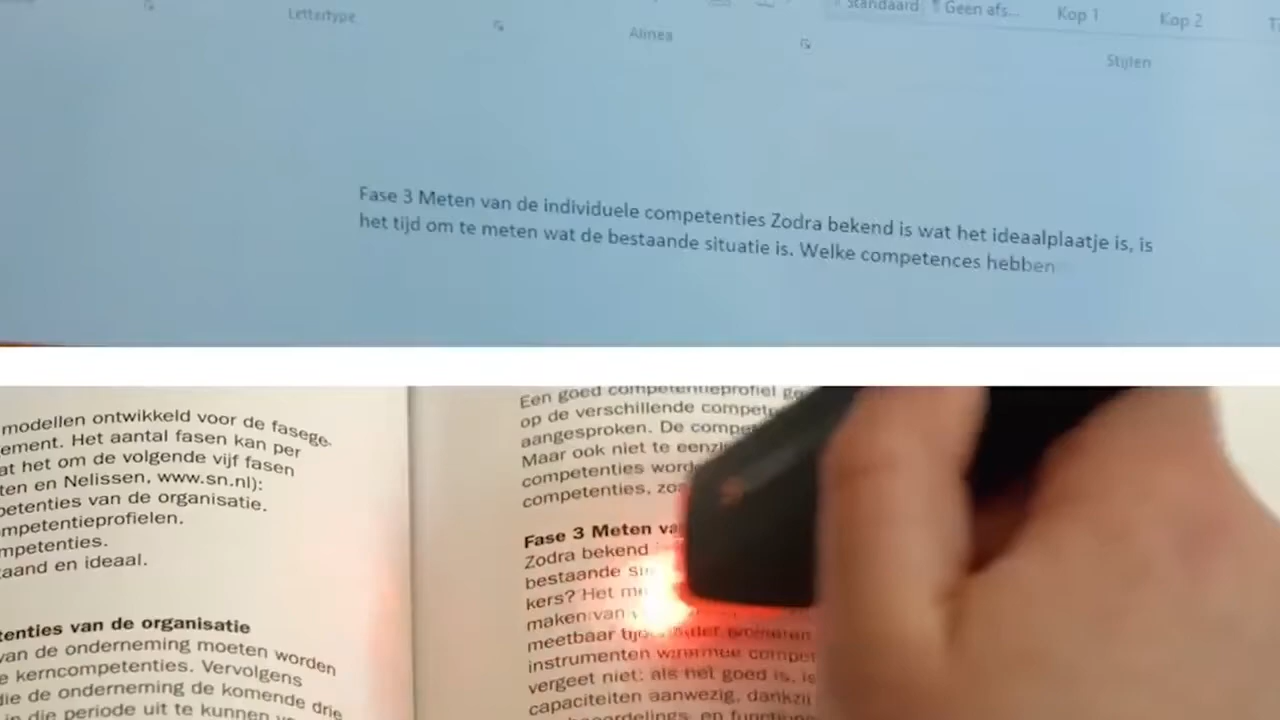 Lettertype
Alinea
Standaard
¶ Geen afs...
Kop 1
Kop 2
Stijlen
Fase 3 Meten van de individuele competenties Zodra bekend is wat het ideaalplaatje is, is
het tijd om te meten wat de bestaande situatie is. Welke competences hebben
modellen ontwikkeld voor de fasege-
ement. Het aantal fasen kan per
at het om de volgende vijf fasen
ten en Nelissen, www.sn.nl):
petenties van de organisatie.
mpetentieprofielen.
mpetenties.
aand en ideaal.
tenties van de organisatie
van de onderneming moeten worden
e kerncompetenties. Vervolgens
die de onderneming de komende drie
in die periode uit te kunnen
Een goed competentieprofiel
op de verschillende compet
aangesproken. De compe
Maar ook niet te eenzi
competenties word
competenties, zoa
Fase 3 Meten va
Zodra bekend
bestaande
kers? Het
maken van
meetbaar
instrumenten waarmee compet
vergeet niet: als het goed is, is
capaciteiten aanwezig, dankzij
beoordelings- en